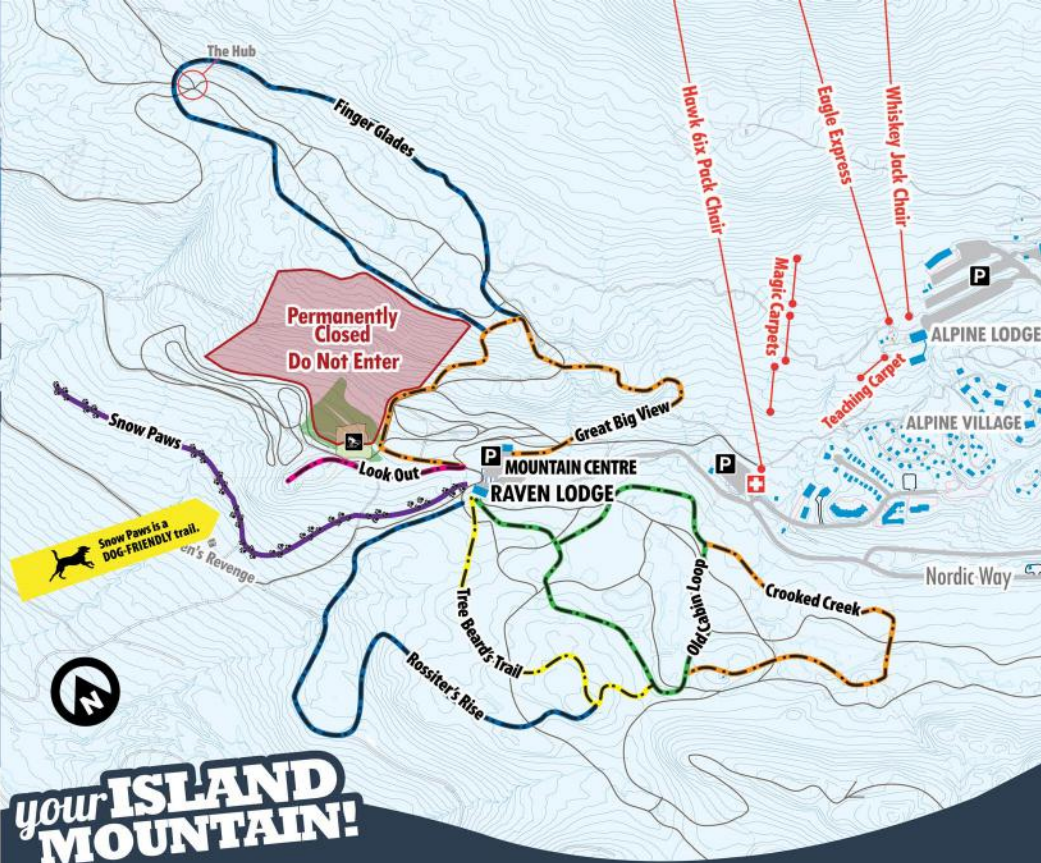 The Hub
Finger Glades
Hawk 6ix Pack Chair
Eagle Express
Whiskey Jack Chair
Magic Carpets
P
ALPINE LODGE
Teaching Carpet
ALPINE VILLAGE
Permanently
Closed
Do Not Enter
Snow Paws
Great Big View
Look Out
P
MOUNTAIN CENTRE
RAVEN LODGE
P
Snow Paws is a
DOG-FRIENDLY trail.
en's Revenge
Nordic Way
Old Cabin Loop
Crooked Creek
Tree Beard's Trail
Rossiter's Rise
N
your ISLAND
MOUNTAIN!